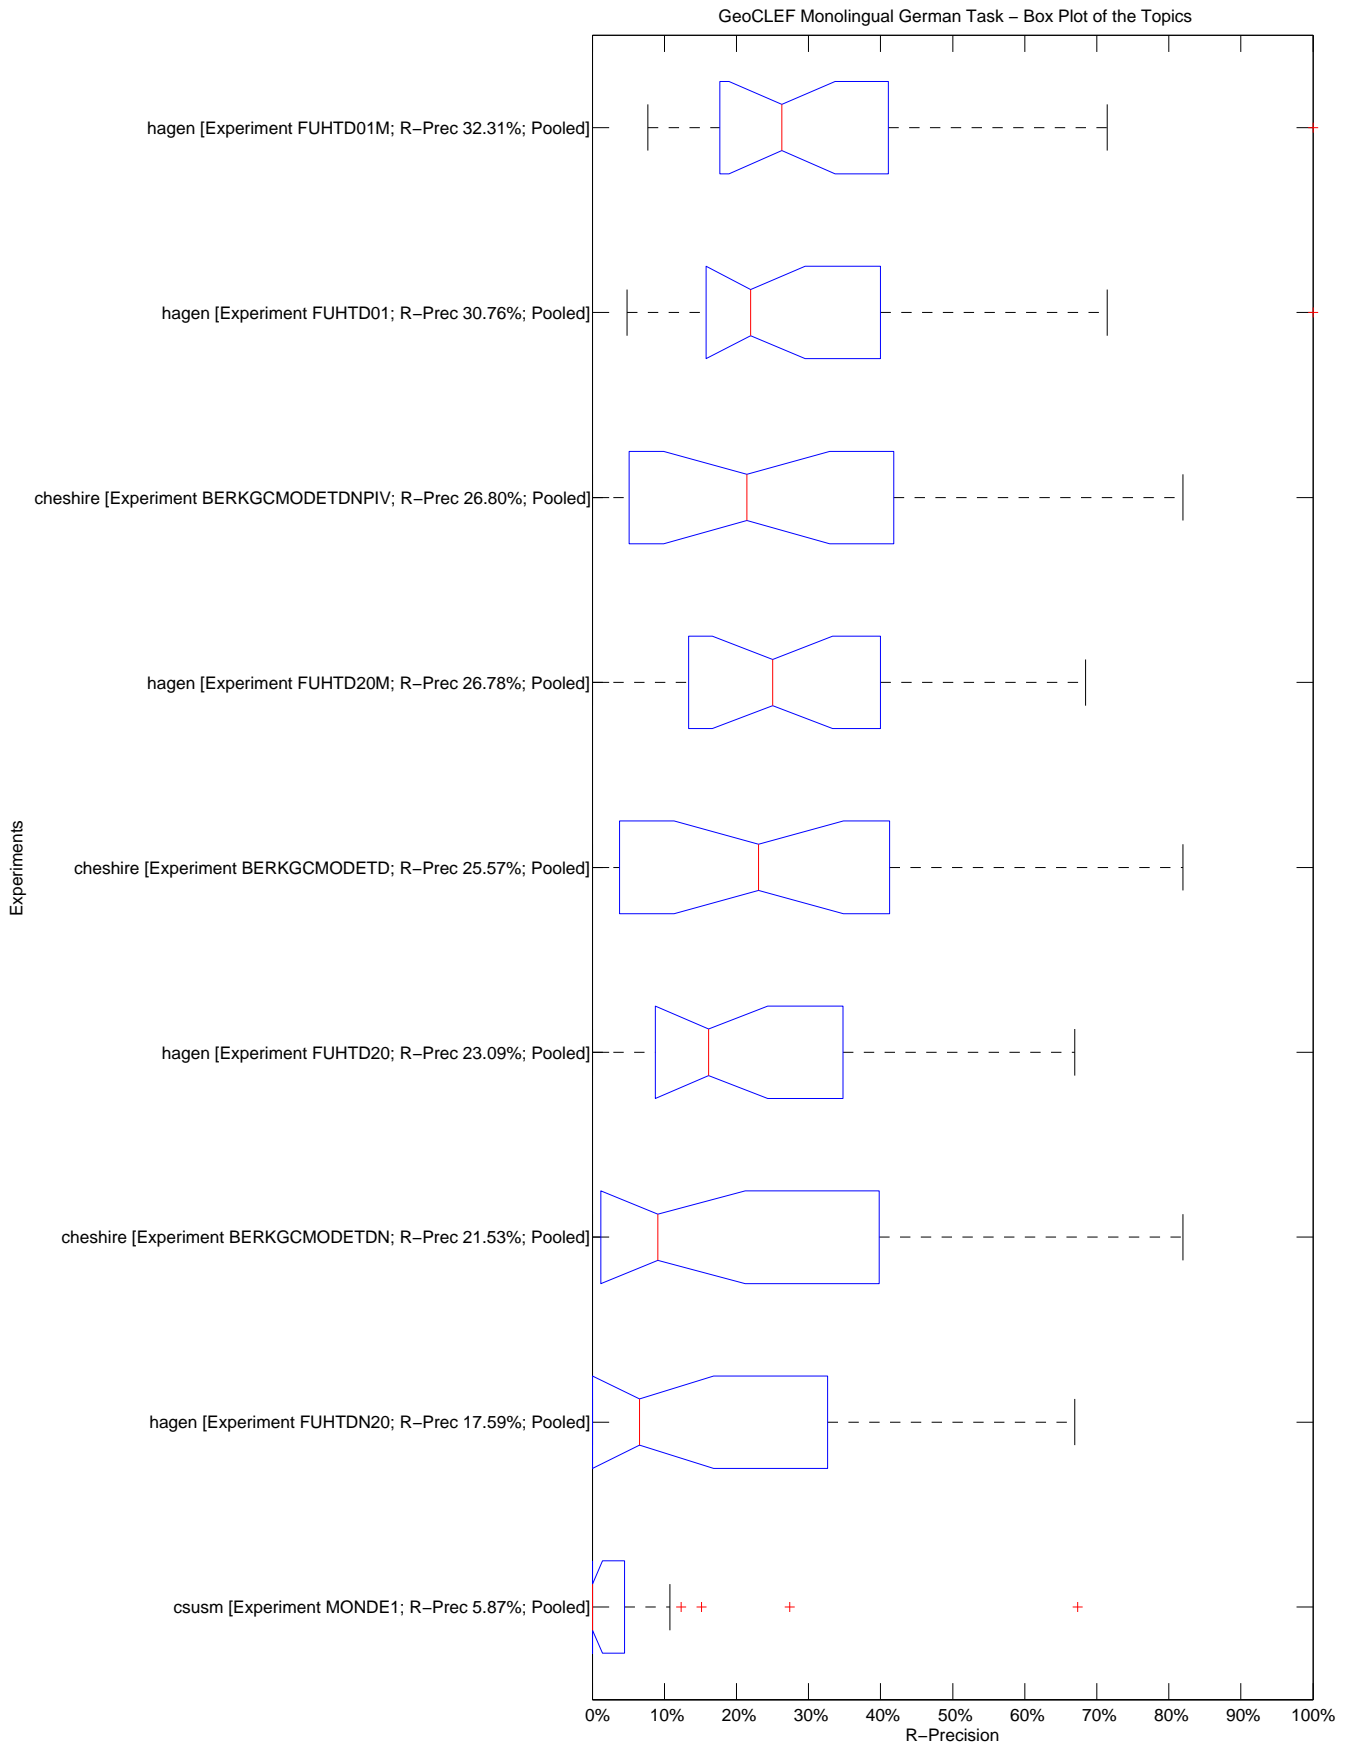 GeoCLEF Monolingual German Task − Box Plot of the Topics
hagen [Experiment FUHTD01M; R−Prec 32.31%; Pooled]
hagen [Experiment FUHTD01; R−Prec 30.76%; Pooled]
cheshire [Experiment BERKGCMODETDNPIV; R−Prec 26.80%; Pooled]
hagen [Experiment FUHTD20M; R−Prec 26.78%; Pooled]
cheshire [Experiment BERKGCMODETD; R−Prec 25.57%; Pooled]
hagen [Experiment FUHTD20; R−Prec 23.09%; Pooled]
cheshire [Experiment BERKGCMODETDN; R−Prec 21.53%; Pooled]
hagen [Experiment FUHTDN20; R−Prec 17.59%; Pooled]
csusm [Experiment MONDE1; R−Prec 5.87%; Pooled]
Experiments
0% 10% 20% 30% 40% 50% 60% 70% 80% 90% 100%
R−Precision